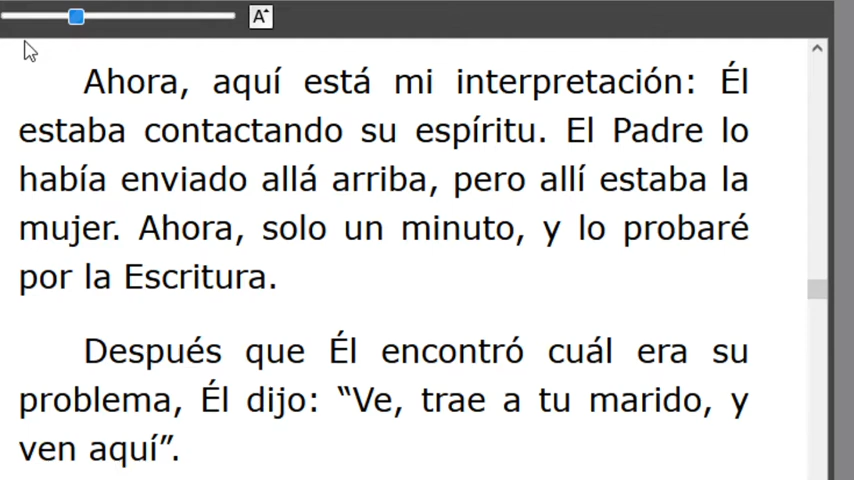 A
Ahora, aquí está mi interpretación: Él
estaba contactando su espíritu. El Padre lo
había enviado allá arriba, pero allí estaba la
mujer. Ahora, solo un minuto, y lo probaré
por la Escritura.
Después que Él encontró cuál era su
problema, Él dijo: “Ve, trae a tu marido, y
ven aquí”.